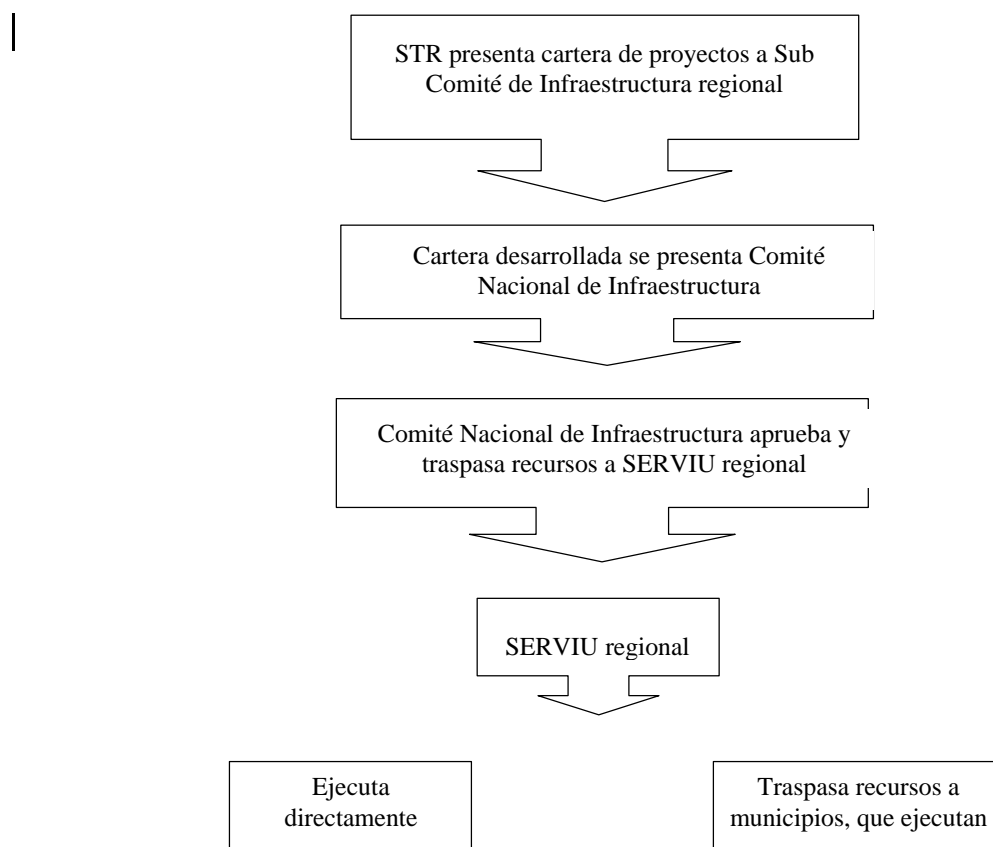 STR presenta cartera de proyectos a Sub
Comité de Infraestructura regional
Cartera desarrollada se presenta Comité
Nacional de Infraestructura
Comité Nacional de Infraestructura aprueba y
traspasa recursos a SERVIU regional
SERVIU regional
Ejecuta
directamente
Traspasa recursos a
municipios, que ejecutan